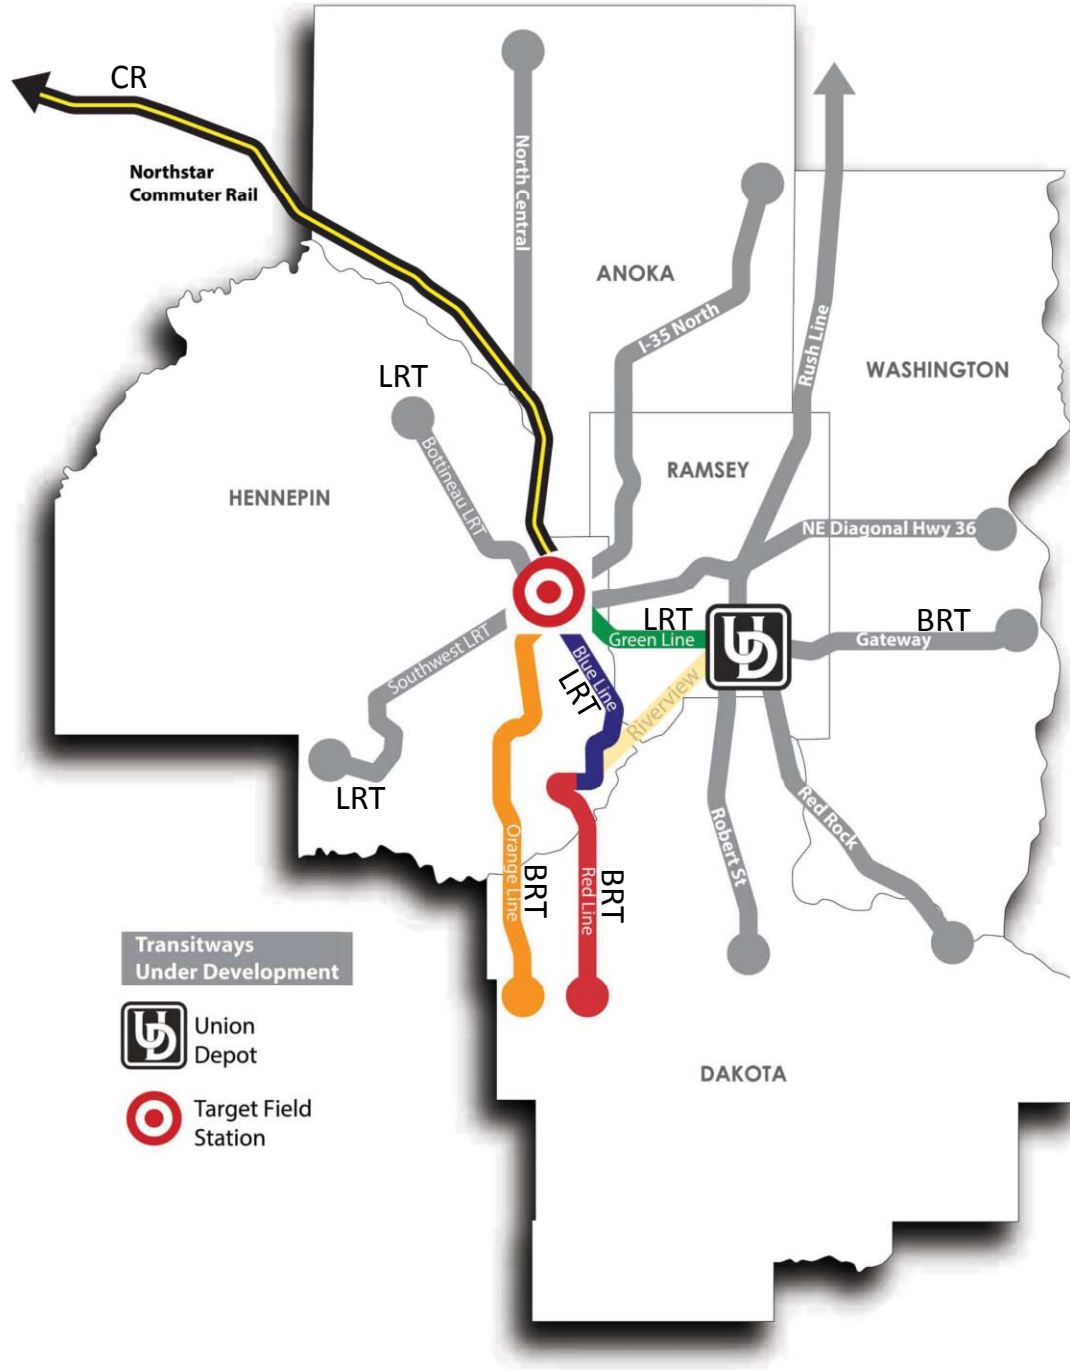 CR
Northstar
Commuter Rail
North Central
ANOKA
I-35 North
Rush Line
WASHINGTON
LRT
Bottineau LRT
HENNEPIN
RAMSEY
NE Diagonal Hwy 36
LRT
Green Line
UD
BRT
Gateway
Southwest LRT
LRT
Blue Line
LRT
Riverview
Orange Line
BRT
Red Line
BRT
Robert St
Red Rock
Transitways
Under Development
UD
Union
Depot
Target Field
Station
DAKOTA